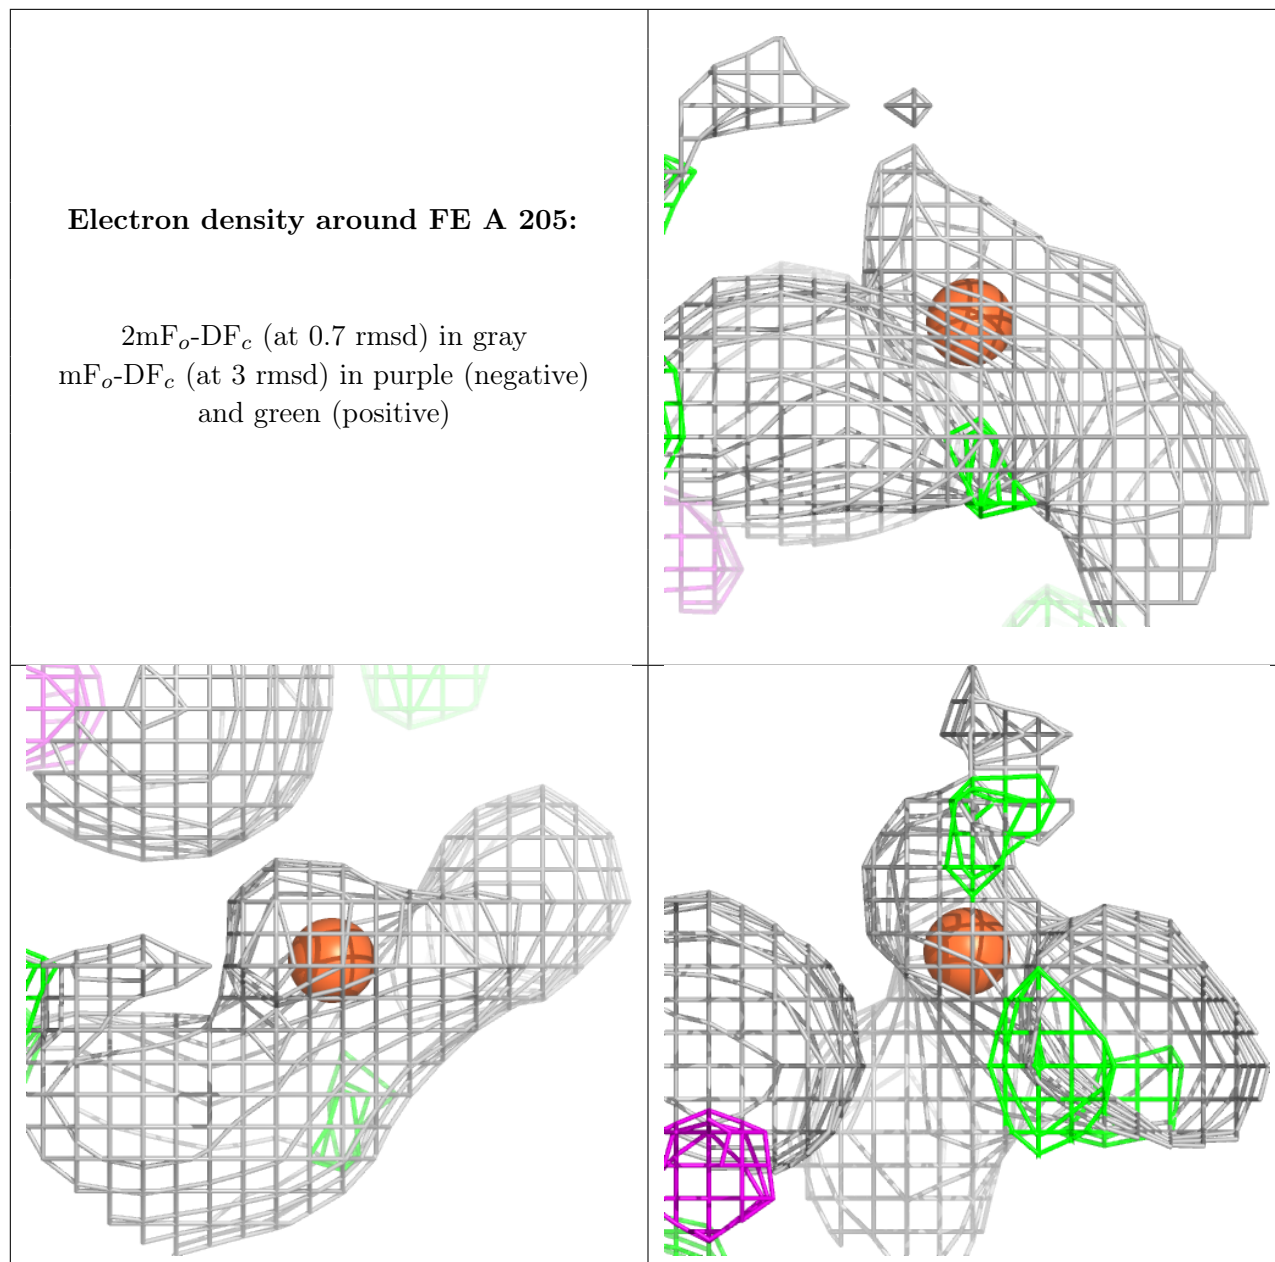 Electron density around FE A 205:
2mFo-DFc (at 0.7 rmsd) in gray
mFo-DFc (at 3 rmsd) in purple (negative)
and green (positive)